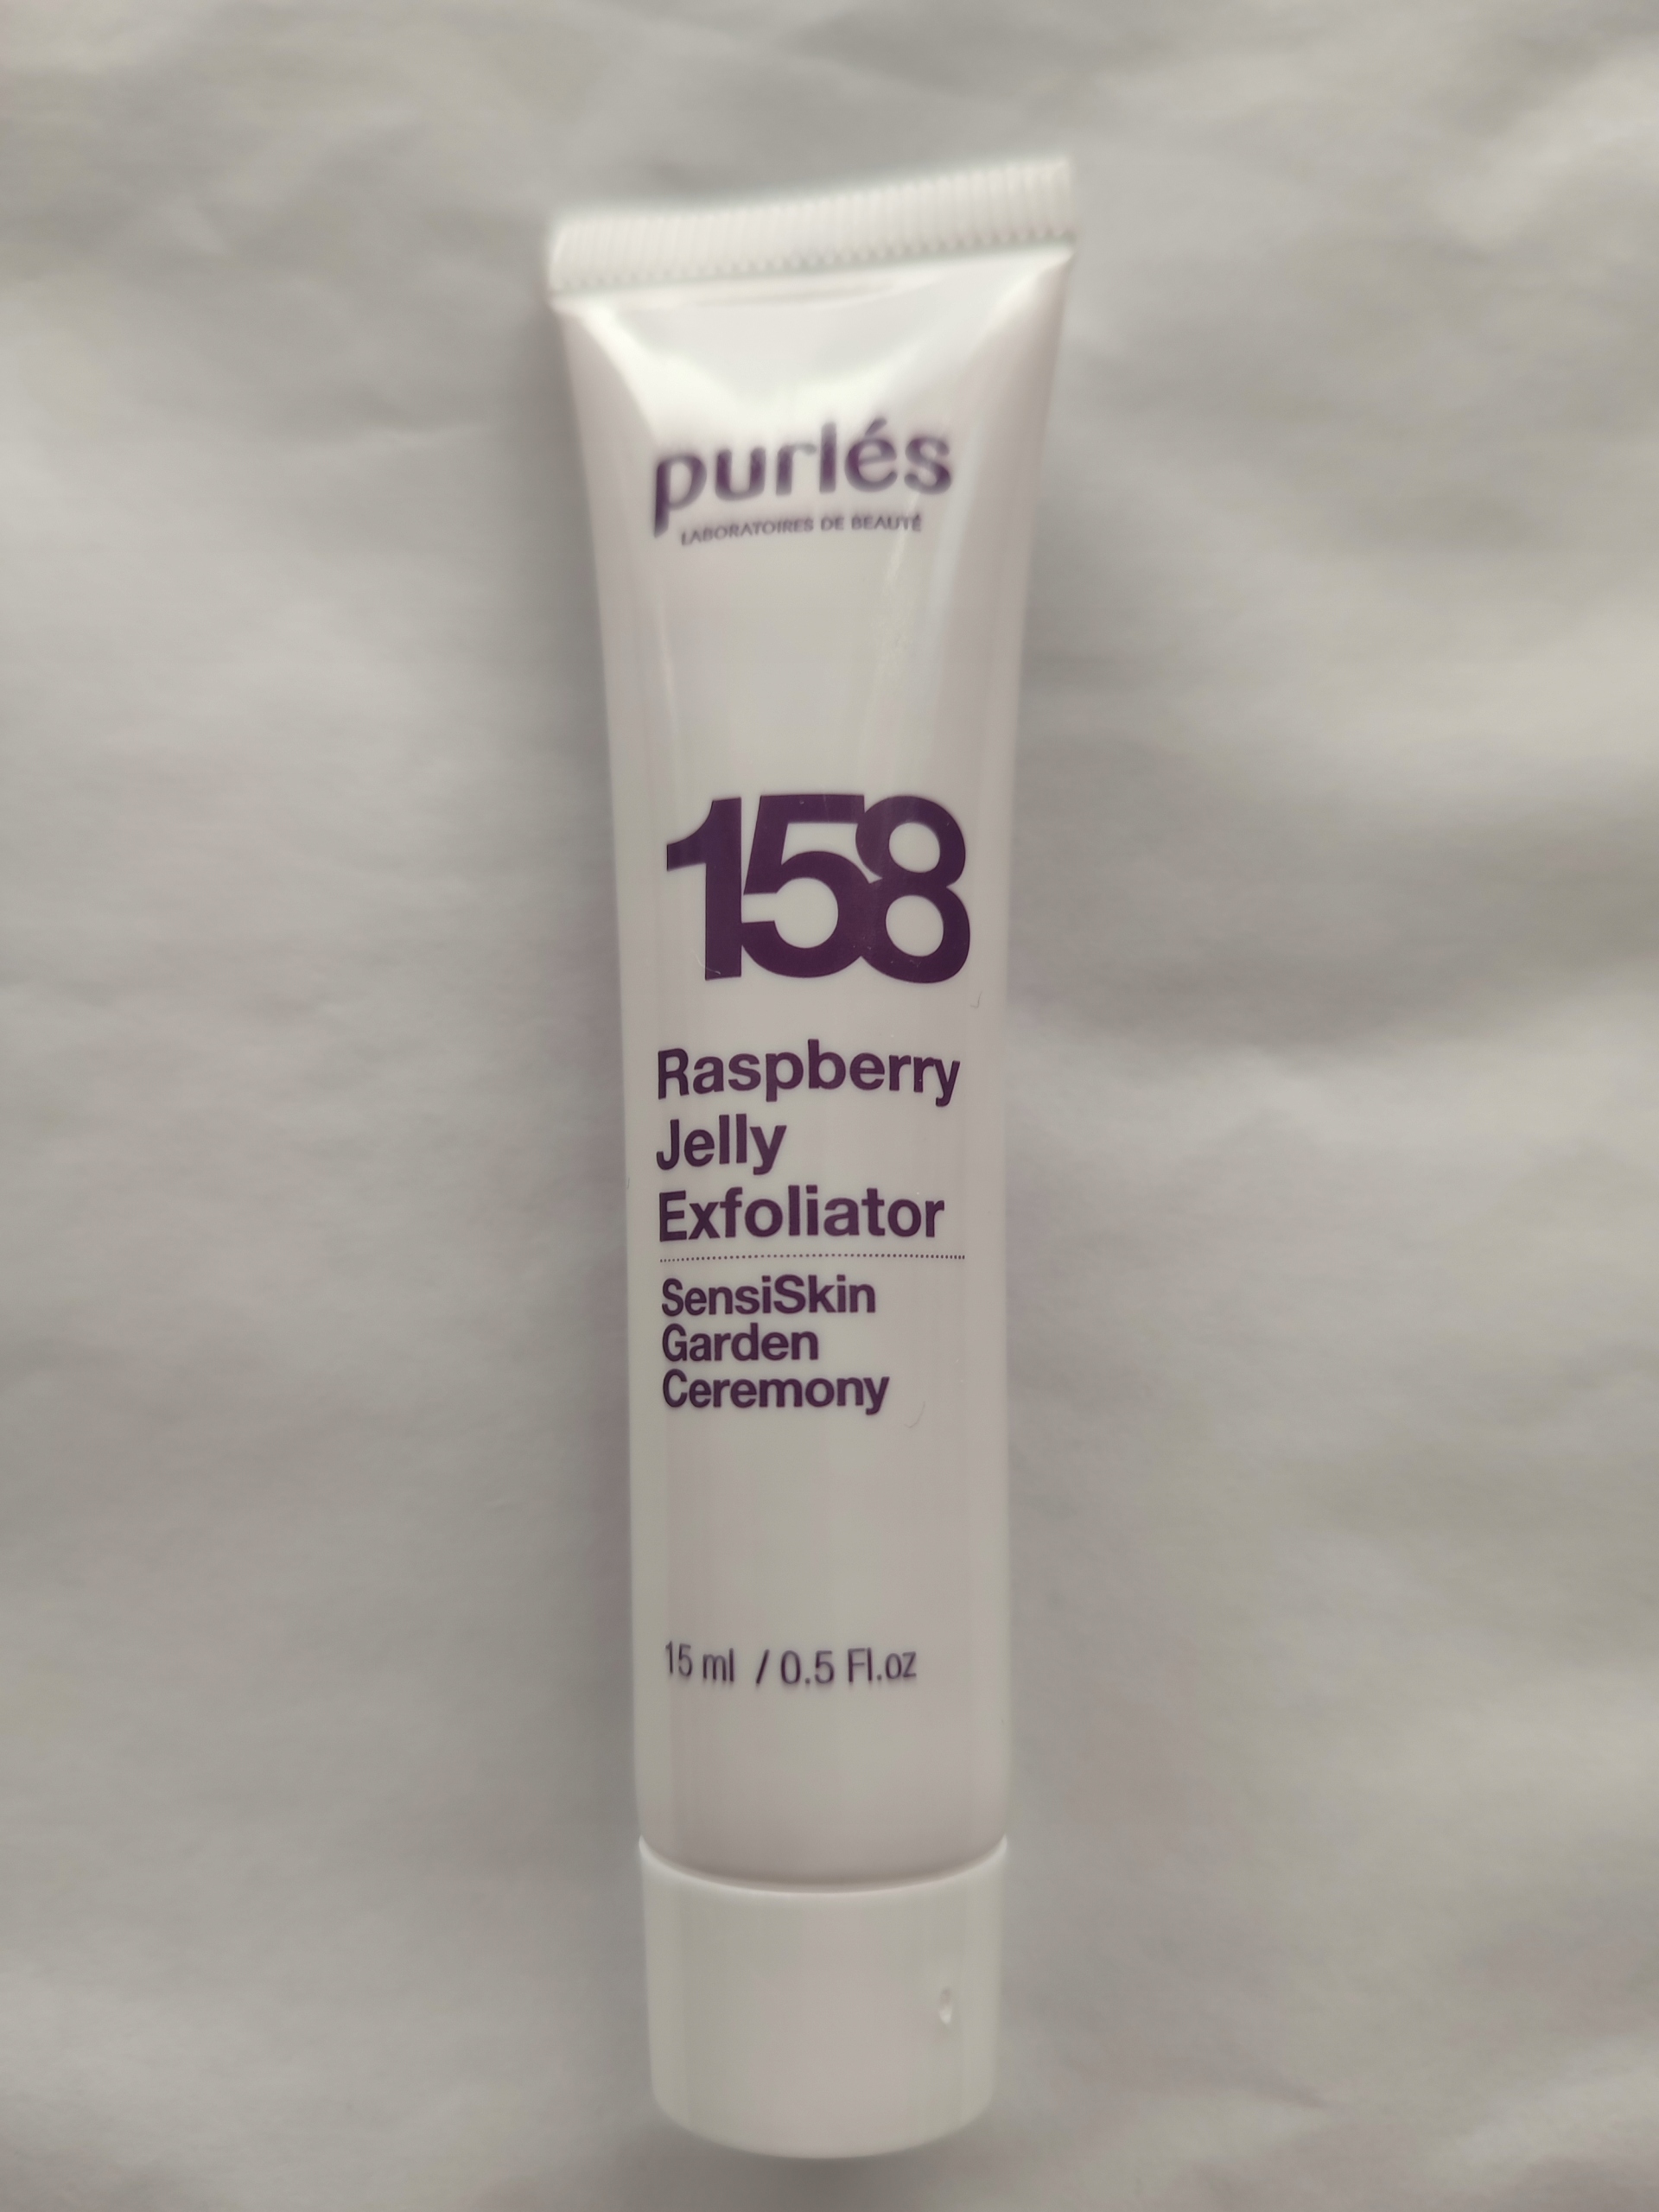 purlés
LABORATOIRES DE BEAUTÉ
158
Raspberry
Jelly
Exfoliator
SensiSkin
Garden
Ceremony
15 ml / 0.5 Fl.oz